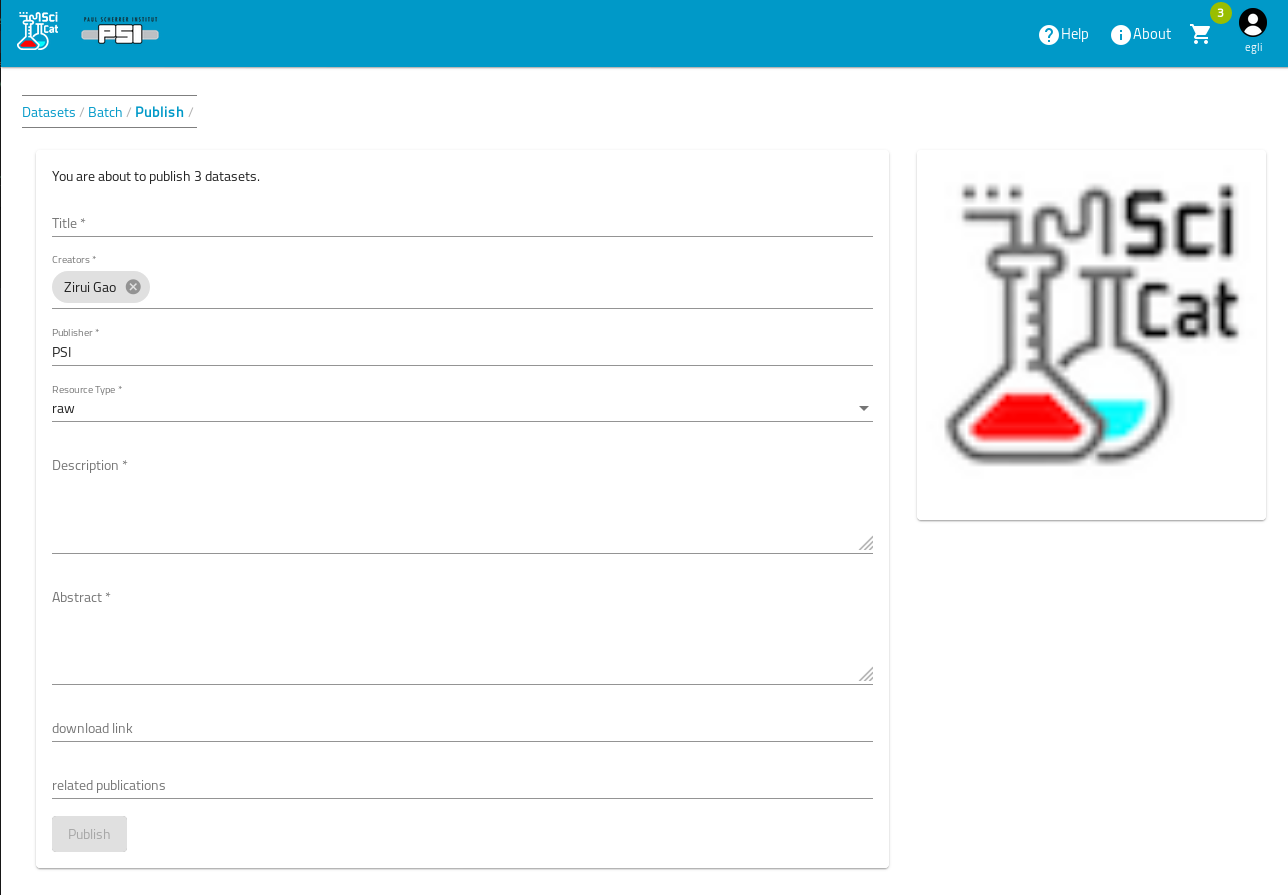 Sci
Cat
PAUL SCHERRER INSTITUT
PSI
Help
About
3
egli
Datasets / Batch / Publish /
You are about to publish 3 datasets.
Title *
Creators *
Zirui Gao
Publisher *
PSI
Resource Type *
raw
Description *
Abstract *
download link
related publications
Publish
Sci
Cat